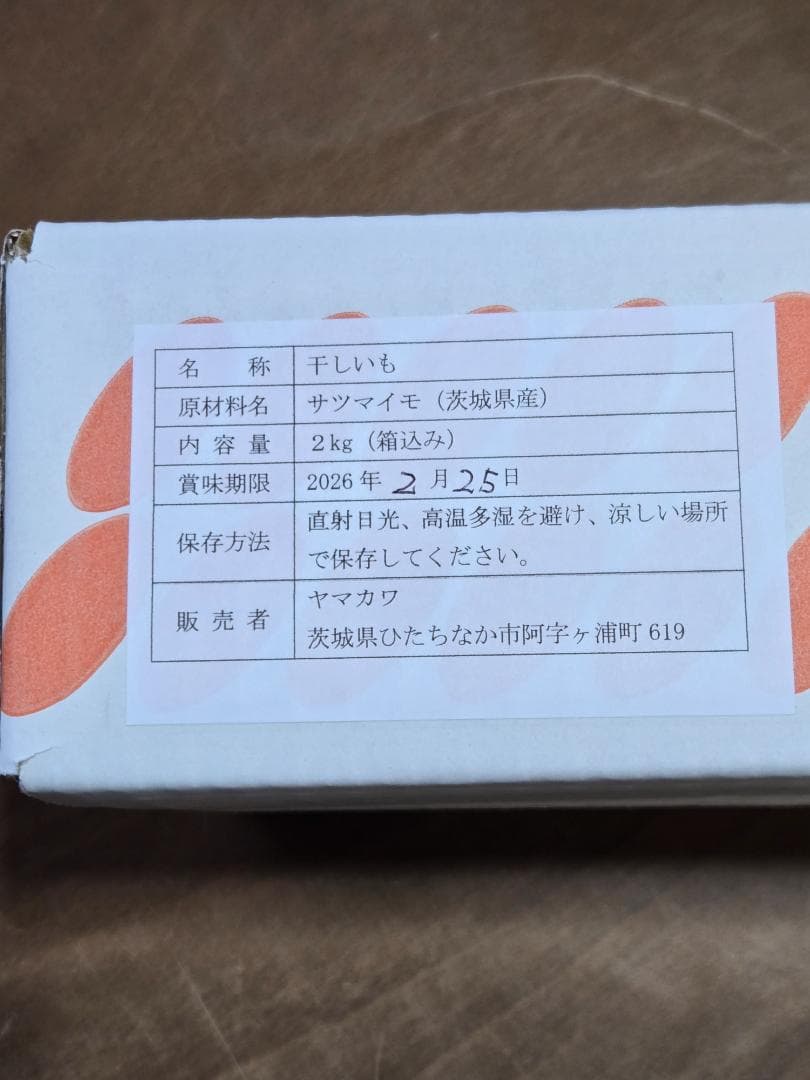 名称 干しいも
原材料名 サツマイモ（茨城県産）
内容量 2kg（箱込み）
賞味期限 2026年 2月25日
保存方法 直射日光、高温多湿を避け、涼しい場所
で保存してください。
販売者 ヤマカワ
茨城県ひたちなか市阿字ヶ浦町619